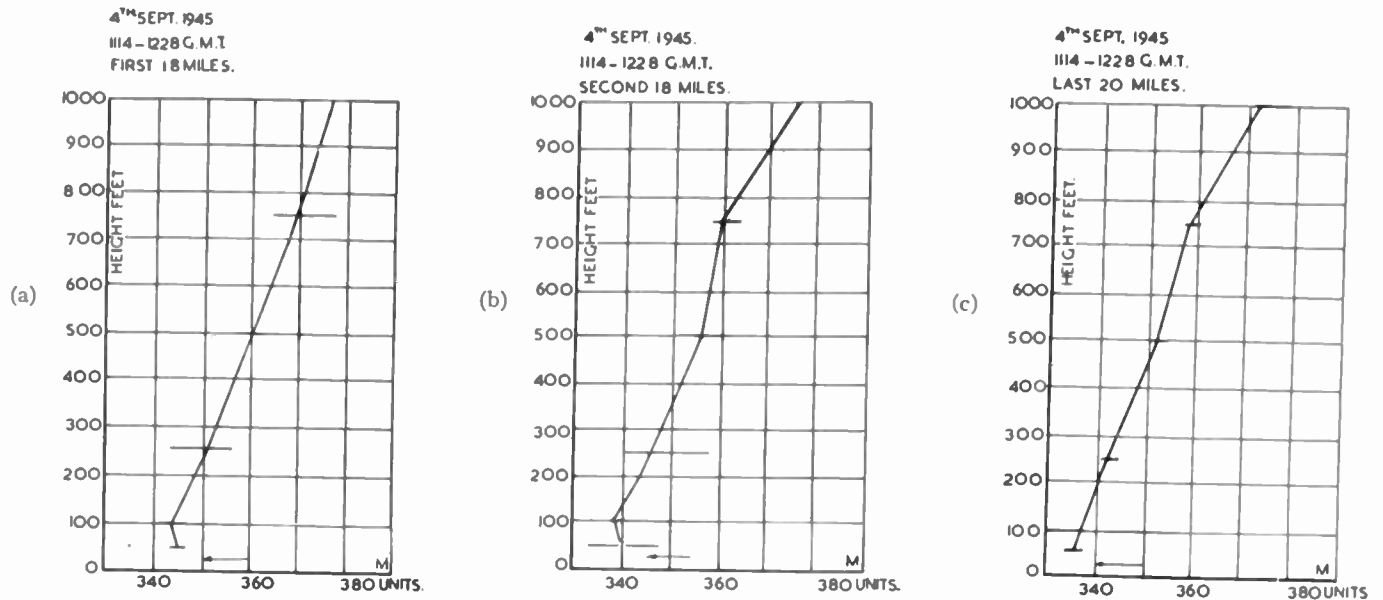 4TH SEPT. 1945
1114-1228 G.M.T.
FIRST 18 MILES.
(a)
HEIGHT FEET
1000
900
800
700
600
500
400
300
200
100
0
M
340 360 380 UNITS.
4TH SEPT. 1945.
1114-1228 G.M.T.
SECOND 18 MILES.
(b)
HEIGHT FEET
1000
900
800
700
600
500
400
300
200
100
0
M
340 360 380 UNITS.
4TH SEPT. 1945
1114-1228 G.M.T.
LAST 20 MILES.
(c)
HEIGHT FEET.
1000
900
800
700
600
500
400
300
200
100
0
M
340 360 380 UNITS